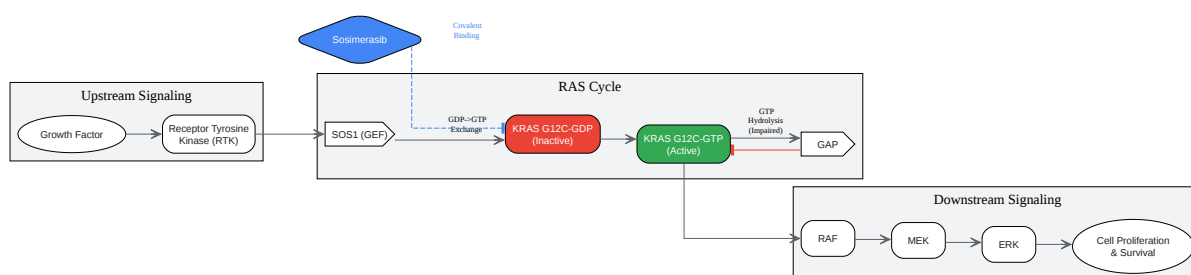 Sosimerasib
Covalent
Binding
Upstream Signaling
Growth Factor
Receptor Tyrosine
Kinase (RTK)
RAS Cycle
SOS1 (GEF)
GDP->GTP
Exchange
KRAS G12C-GDP
(Inactive)
KRAS G12C-GTP
(Active)
GTP
Hydrolysis
(Impaired)
GAP
Downstream Signaling
RAF
MEK
ERK
Cell Proliferation
& Survival